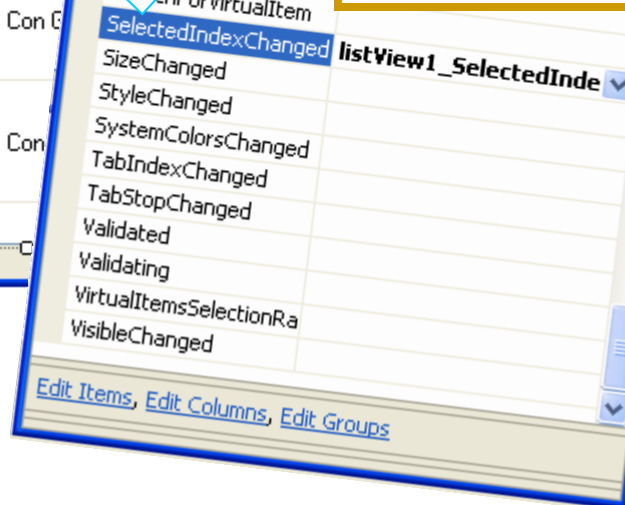 Con
SelectedIndexChanged listView1_SelectedInde
SizeChanged
StyleChanged
SystemColorsChanged
Con
TabIndexChanged
TabStopChanged
Validated
Validating
VirtualItemsSelectionRa
VisibleChanged
Edit Items, Edit Columns, Edit Groups